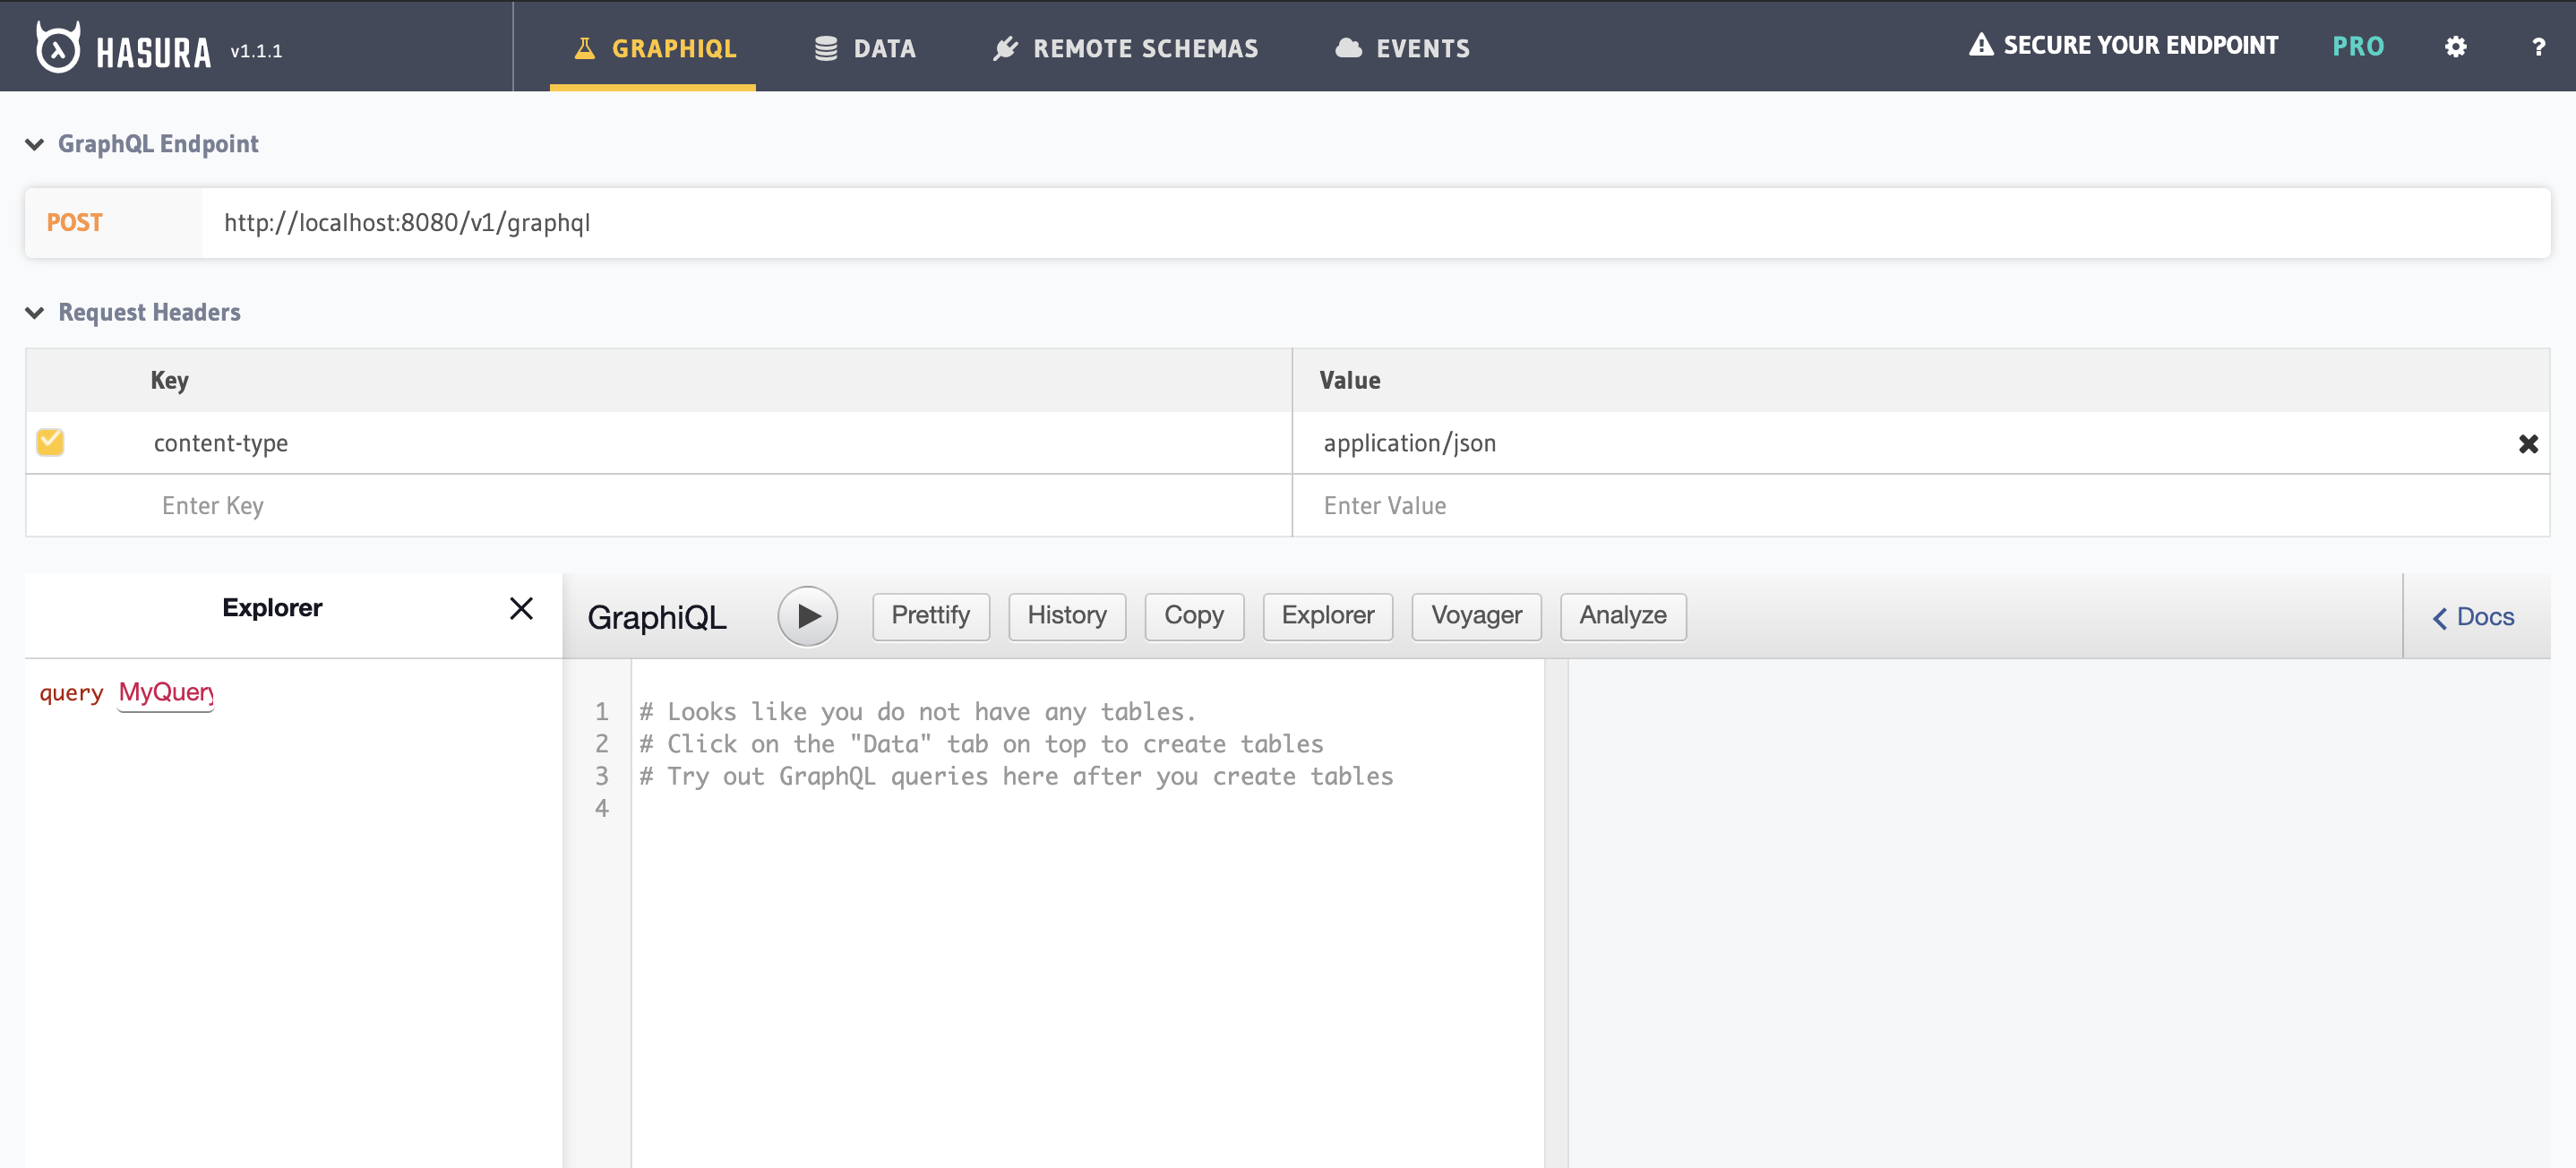 HASURA v1.1.1 GRAPHIQL DATA REMOTE SCHEMAS EVENTS SECURE YOUR ENDPOINT PRO ?
GraphQL Endpoint
POST http://localhost:8080/v1/graphql
Request Headers
Key Value
content-type application/json
Enter Key Enter Value
Explorer GraphiQL Prettify History Copy Explorer Voyager Analyze Docs
query MyQuery
1 # Looks like you do not have any tables.
2 # Click on the "Data" tab on top to create tables
3 # Try out GraphQL queries here after you create tables
4